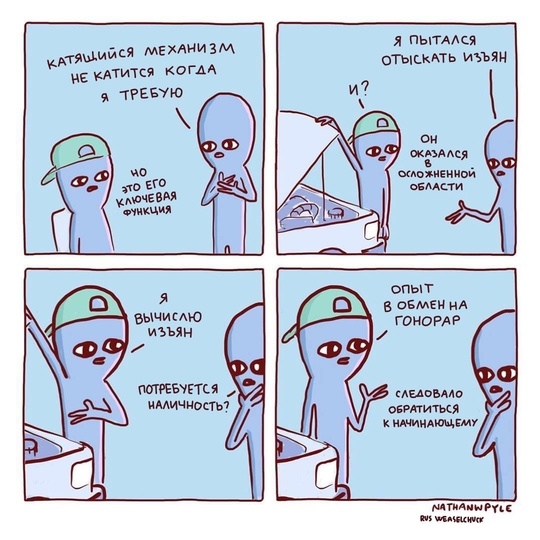 КАТЯЩИЙСЯ МЕХАНИЗМ
НЕ КАТИТСЯ КОГДА
Я ТРЕБУЮ
НО
ЭТО ЕГО
КЛЮЧЕВАЯ
ФУНКЦИЯ
Я ПЫТАЛСЯ
ОТЫСКАТЬ ИЗЪЯН
И?
ОН
ОКАЗАЛСЯ
В
ОСЛОЖНЕННОЙ
ОБЛАСТИ
Я
ВЫЧИСЛЮ
ИЗЪЯН
ПОТРЕБУЕТСЯ
НАЛИЧНОСТЬ?
ОПЫТ
В ОБМЕН НА
ГОНОРАР
СЛЕДОВАЛО
ОБРАТИТЬСЯ
К НАЧИНАЮЩЕМУ
NATHANWPYLE
RUS WEASELCHUCK